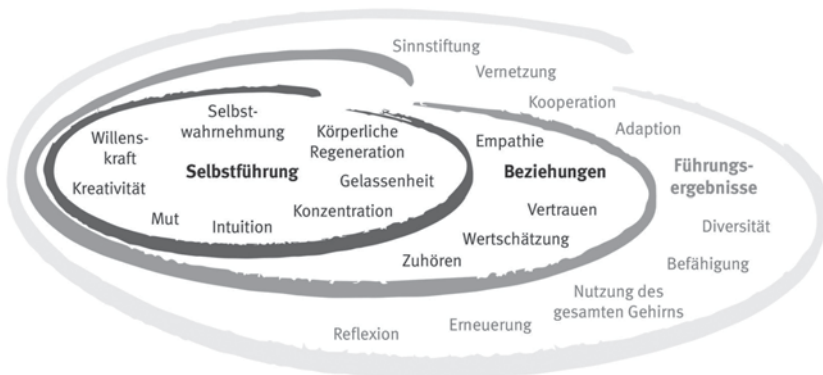 Sinnstiftung
Vernetzung
Kooperation
Adaption
Selbst-
wahrnehmung
Willens-
kraft
Körperliche
Regeneration
Empathie
Selbstführung
Beziehungen
Führungs-
ergebnisse
Kreativität
Gelassenheit
Mut
Intuition
Konzentration
Vertrauen
Diversität
Wertschätzung
Zuhören
Befähigung
Nutzung des
gesamten Gehirns
Erneuerung
Reflexion